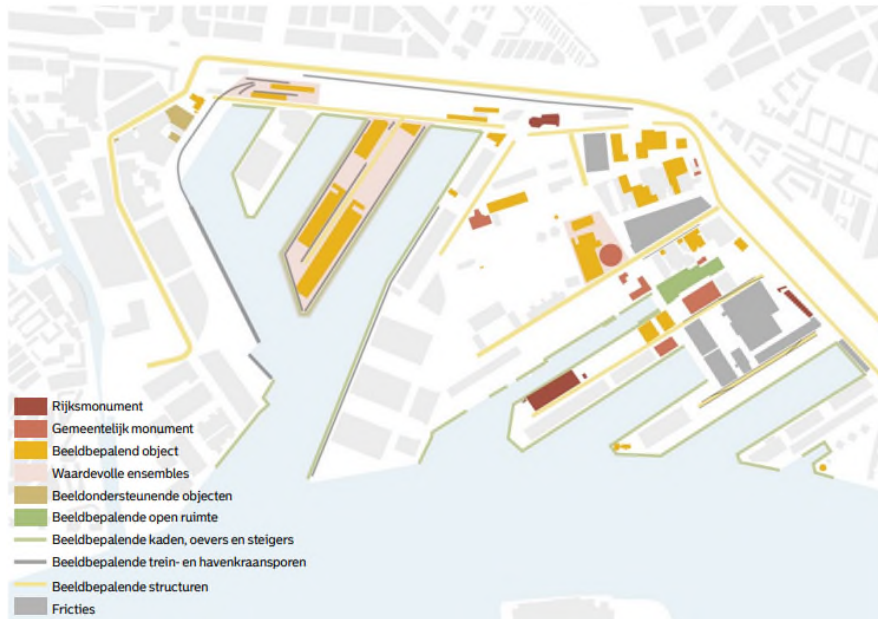 Rijksmonument
Gemeentelijk monument
Beeldbepalend object
Waardevolle ensembles
Beeldondersteunende objecten
Beeldbepalende open ruimte
Beeldbepalende kaden, oevers en steigers
Beeldbepalende trein- en havenkraansporen
Beeldbepalende structuren
Fricties